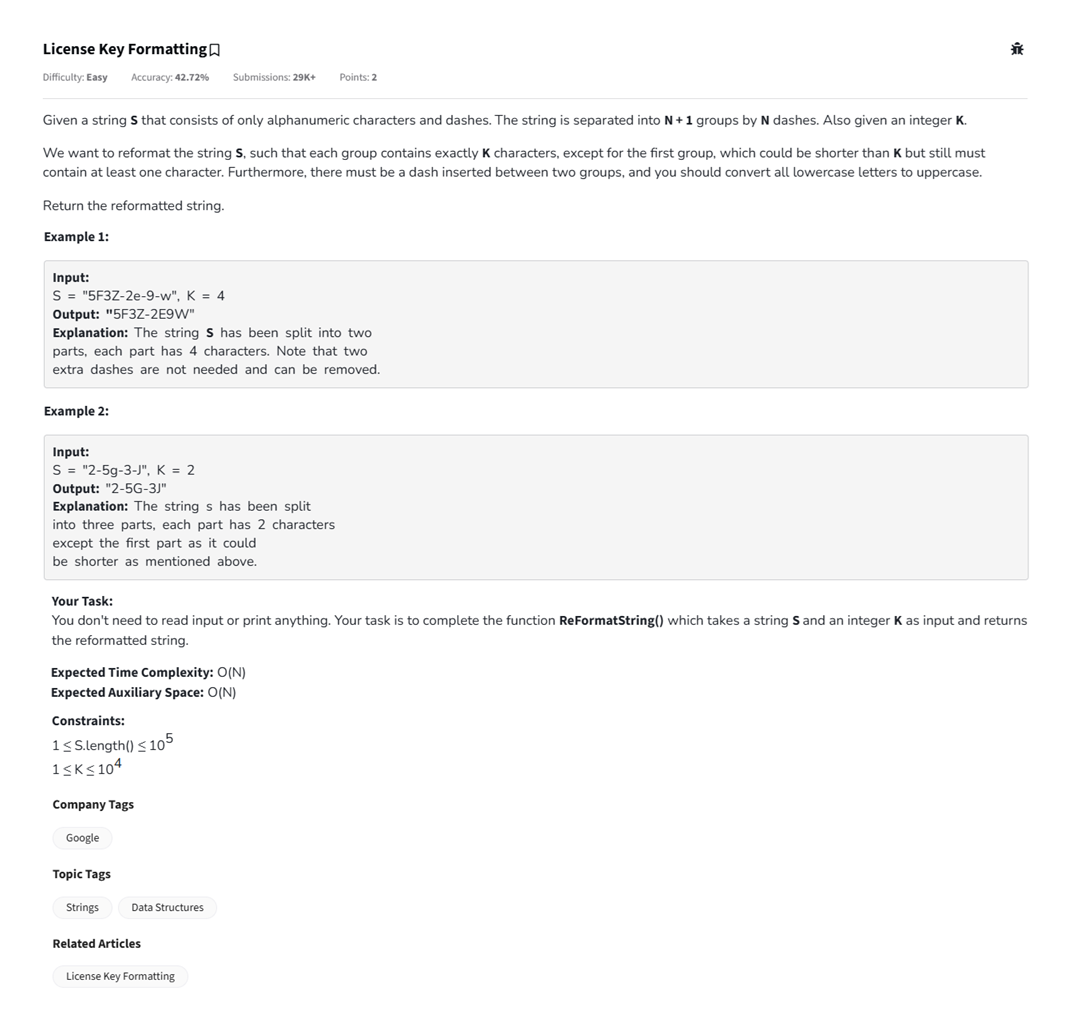 License Key Formatting
Difficulty: Easy Accuracy: 42.72% Submissions: 29K+ Points: 2
Given a string S that consists of only alphanumeric characters and dashes. The string is separated into N + 1 groups by N dashes. Also given an integer K.
We want to reformat the string S, such that each group contains exactly K characters, except for the first group, which could be shorter than K but still must
contain at least one character. Furthermore, there must be a dash inserted between two groups, and you should convert all lowercase letters to uppercase.
Return the reformatted string.
Example 1:
Input:
S = "5F3Z-2e-9-w", K = 4
Output: "5F3Z-2E9W"
Explanation: The string S has been split into two
parts, each part has 4 characters. Note that two
extra dashes are not needed and can be removed.
Example 2:
Input:
S = "2-5g-3-J", K = 2
Output: "2-5G-3J"
Explanation: The string s has been split
into three parts, each part has 2 characters
except the first part as it could
be shorter as mentioned above.
Your Task:
You don't need to read input or print anything. Your task is to complete the function ReFormatString() which takes a string S and an integer K as input and returns
the reformatted string.
Expected Time Complexity: O(N)
Expected Auxiliary Space: O(N)
Constraints:
1 ≤ S.length() ≤ 10^5
1 ≤ K ≤ 10^4
Company Tags
Google
Topic Tags
Strings Data Structures
Related Articles
License Key Formatting